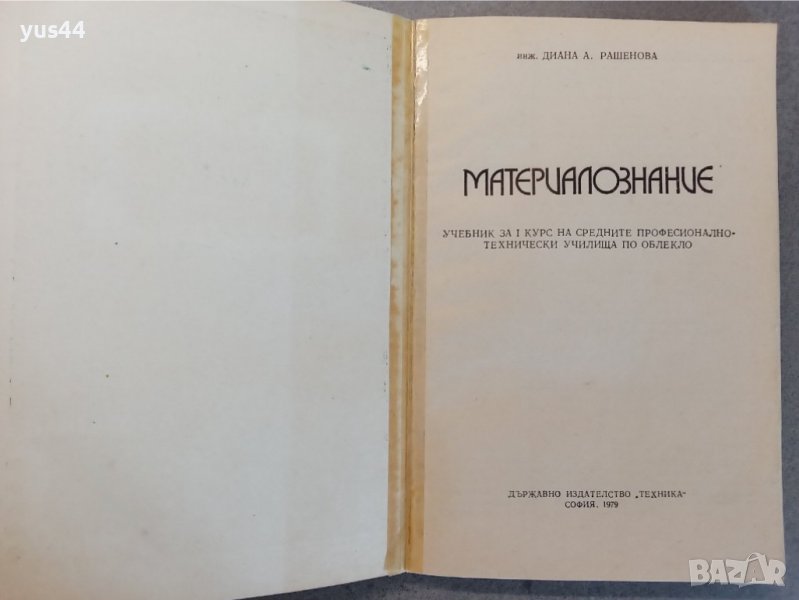 yus44
инж. ДИАНА А. РАШЕНОВА
МАТЕРИАЛОЗНАНИЕ
УЧЕБНИК ЗА I КУРС НА СРЕДНИТЕ ПРОФЕСИОНАЛНО-
ТЕХНИЧЕСКИ УЧИЛИЩА ПО ОБЛЕКЛО
ДЪРЖАВНО ИЗДАТЕЛСТВО „ТЕХНИКА“
СОФИЯ, 1979
BAZAR